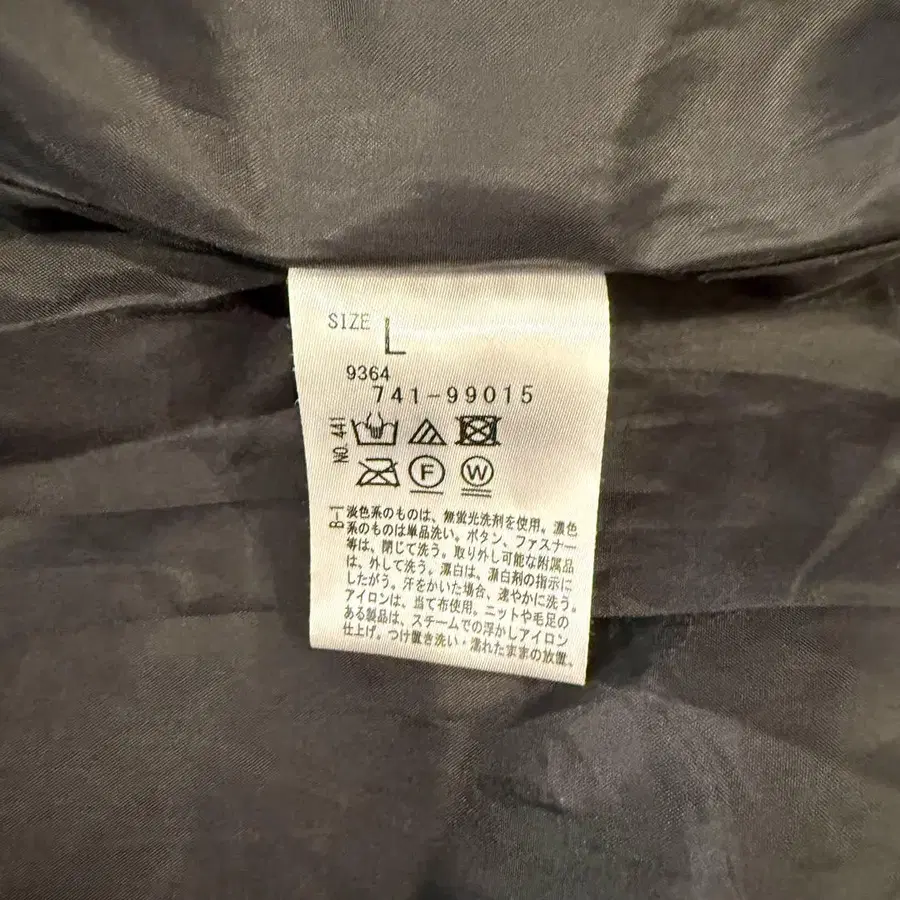 SIZE L
9364
741-99015
NO. 441
F W
B-1
淡色系のものは、無蛍光洗剤を使用。濃色
系のものは単品洗い。ボタン、ファスナー
等は、閉じて洗う。取り外し可能な附属品
は、外して洗う。漂白は、漂白剤の指示に
したがう。汗をかいた場合、速やかに洗う。
アイロンは、当て布使用。ニットや毛足の
ある製品は、スチームでの浮かしアイロン
仕上げ。つけ置き洗い・濡れたままの放置。